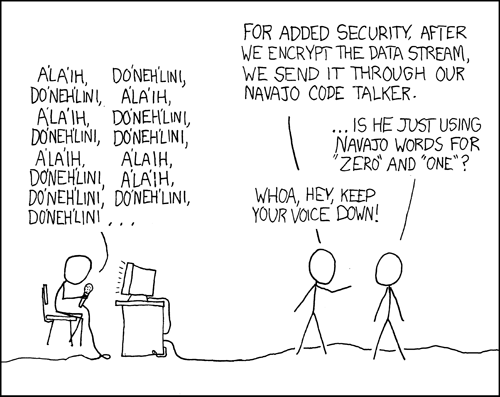 A'LA'IH, DO'NEH'LINI,
DO'NEH'LINI, A'LA'IH,
A'LA'IH, DO'NEH'LINI,
DO'NEH'LINI, DO'NEH'LINI,
A'LA'IH, A'LA'IH,
DO'NEH'LINI, A'LA'IH,
DO'NEH'LINI, DO'NEH'LINI,
DO'NEH'LINI ...
FOR ADDED SECURITY, AFTER
WE ENCRYPT THE DATA STREAM,
WE SEND IT THROUGH OUR
NAVAJO CODE TALKER.
...IS HE JUST USING
NAVAJO WORDS FOR
"ZERO" AND "ONE"?
WHOA, HEY, KEEP
YOUR VOICE DOWN!